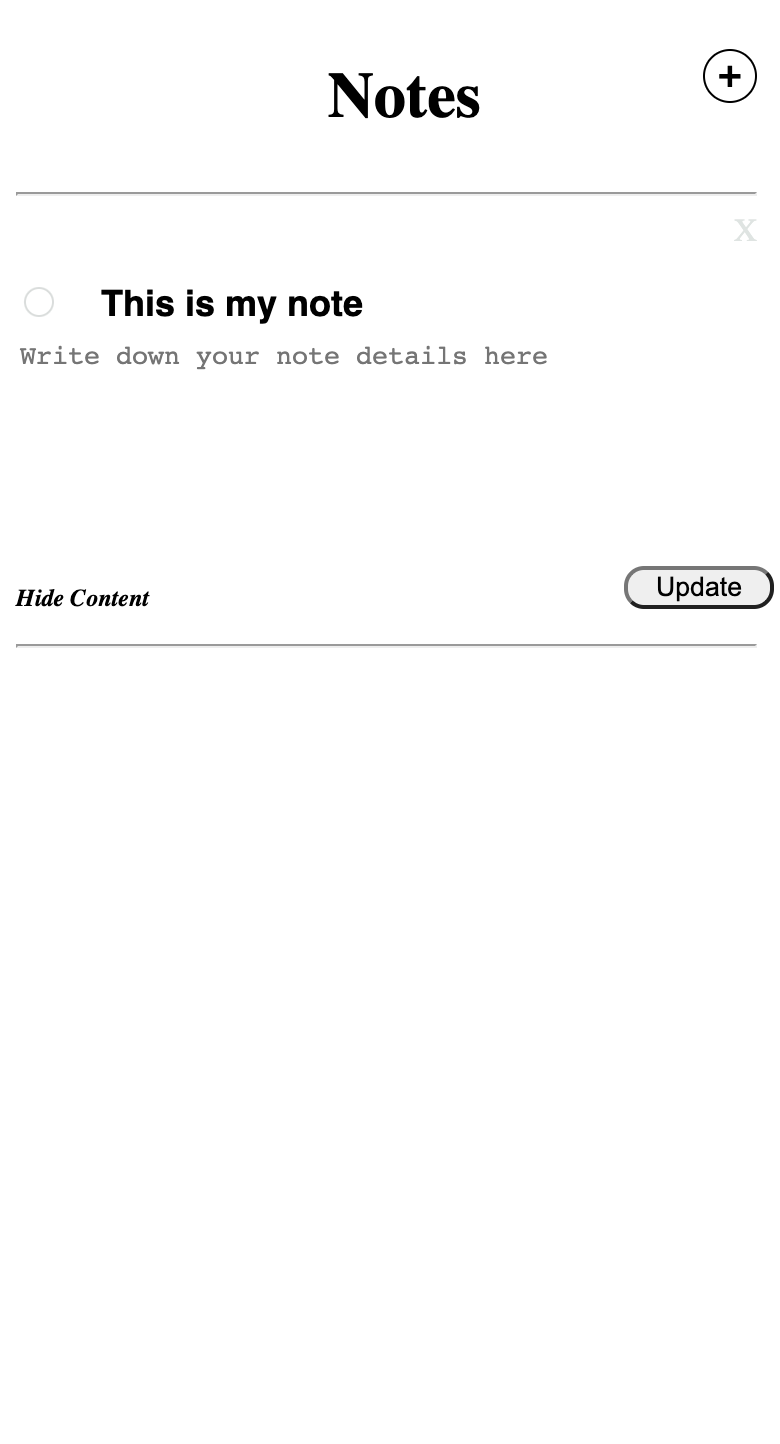 Notes
+
x
This is my note
Write down your note details here
Hide Content
Update